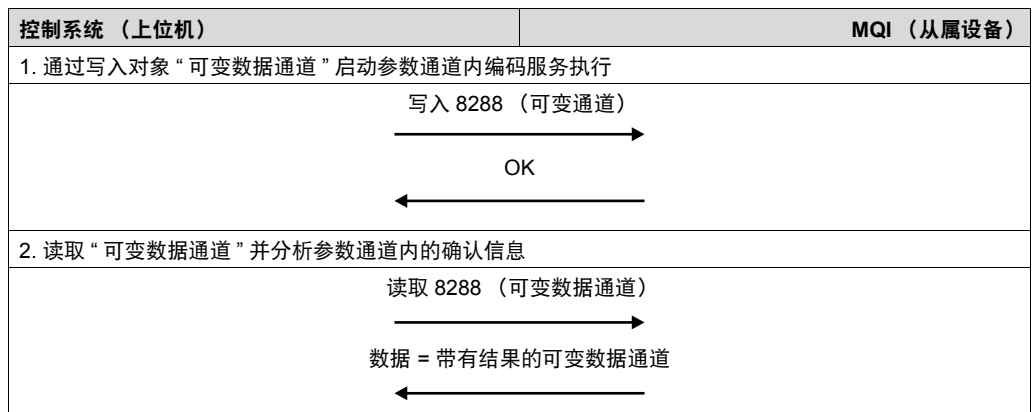 控制系统 （上位机） MQI （从属设备）
1. 通过写入对象 “ 可变数据通道 ” 启动参数通道内编码服务执行
写入 8288 （可变通道）
OK
2. 读取 “ 可变数据通道 ” 并分析参数通道内的确认信息
读取 8288 （可变数据通道）
数据 = 带有结果的可变数据通道